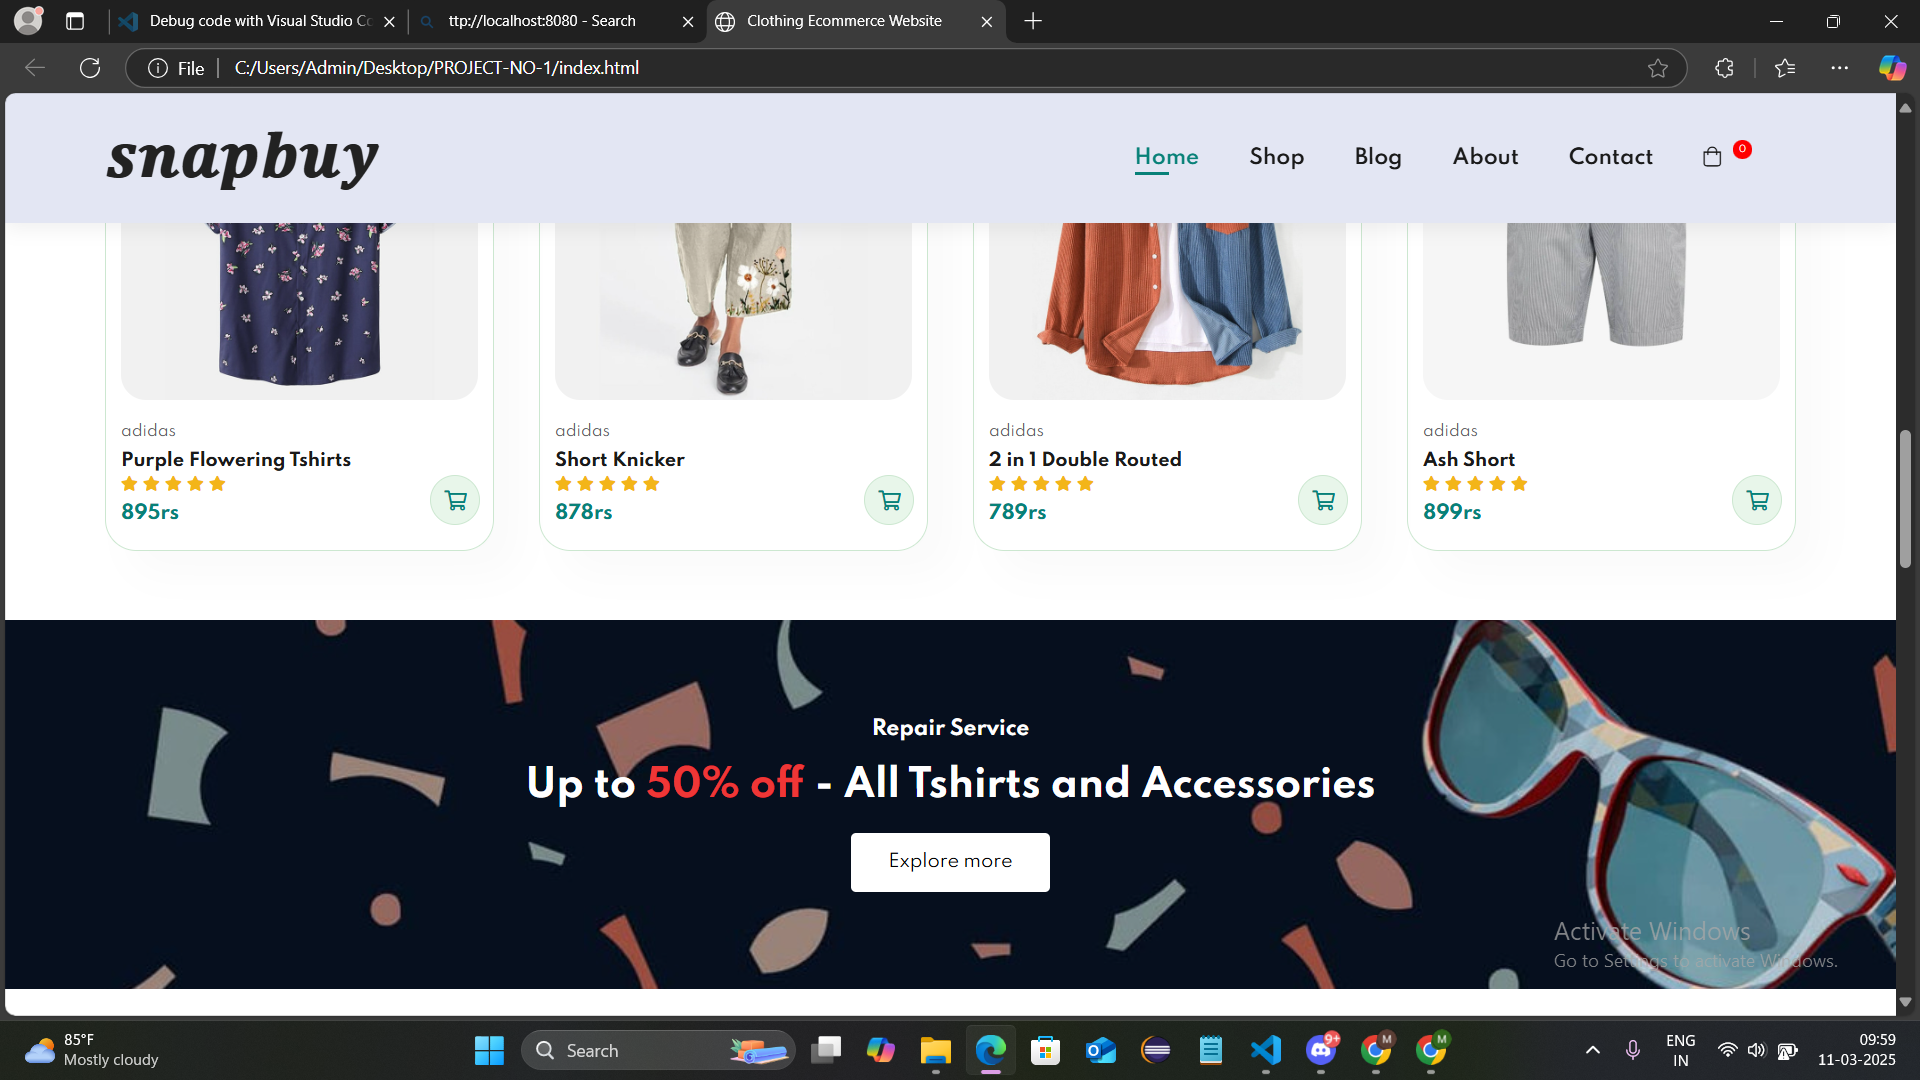 Debug code with Visual Studio Co
ttp://localhost:8080 - Search
Clothing Ecommerce Website
File
C:/Users/Admin/Desktop/PROJECT-NO-1/index.html
snapbuy
Home
Shop
Blog
About
Contact
0
adidas
Purple Flowering Tshirts
895rs
adidas
Short Knicker
878rs
adidas
2 in 1 Double Routed
789rs
adidas
Ash Short
899rs
Repair Service
Up to 50% off - All Tshirts and Accessories
Explore more
Activate Windows
Go to Settings to activate Windows.
85°F
Mostly cloudy
Search
9+
M
M
ENG
IN
09:59
11-03-2025